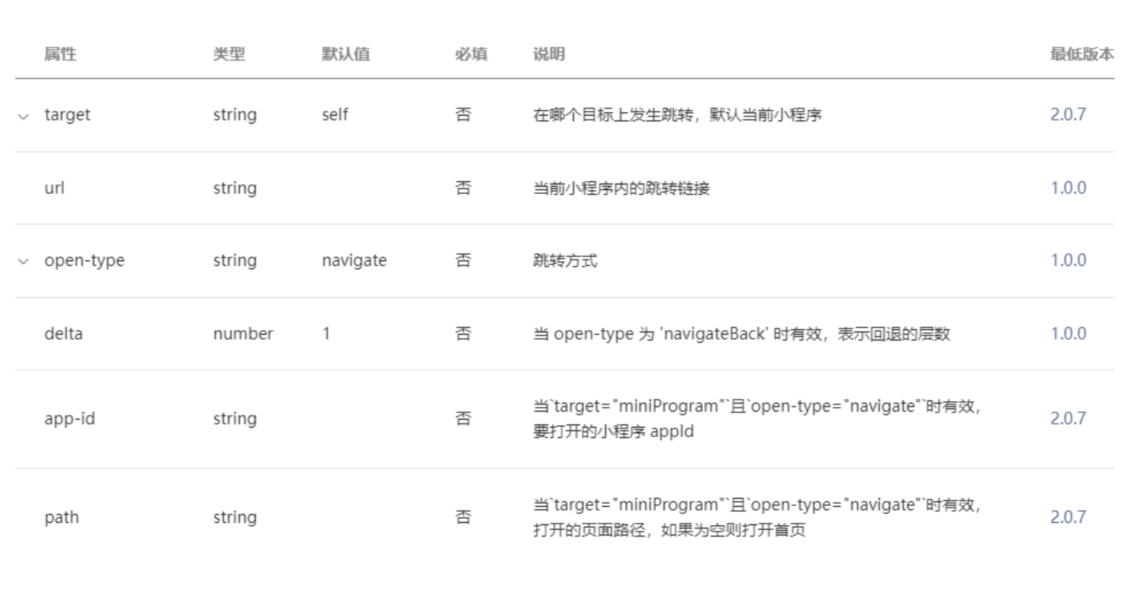 属性 类型 默认值 必填 说明 最低版本
target string self 否 在哪个目标上发生跳转，默认当前小程序 2.0.7
url string 否 当前小程序内的跳转链接 1.0.0
open-type string navigate 否 跳转方式 1.0.0
delta number 1 否 当 open-type 为 'navigateBack' 时有效，表示回退的层数 1.0.0
app-id string 否 当`target="miniProgram"`且`open-type="navigate"`时有效， 2.0.7
要打开的小程序 appId
path string 否 当`target="miniProgram"`且`open-type="navigate"`时有效， 2.0.7
打开的页面路径，如果为空则打开首页